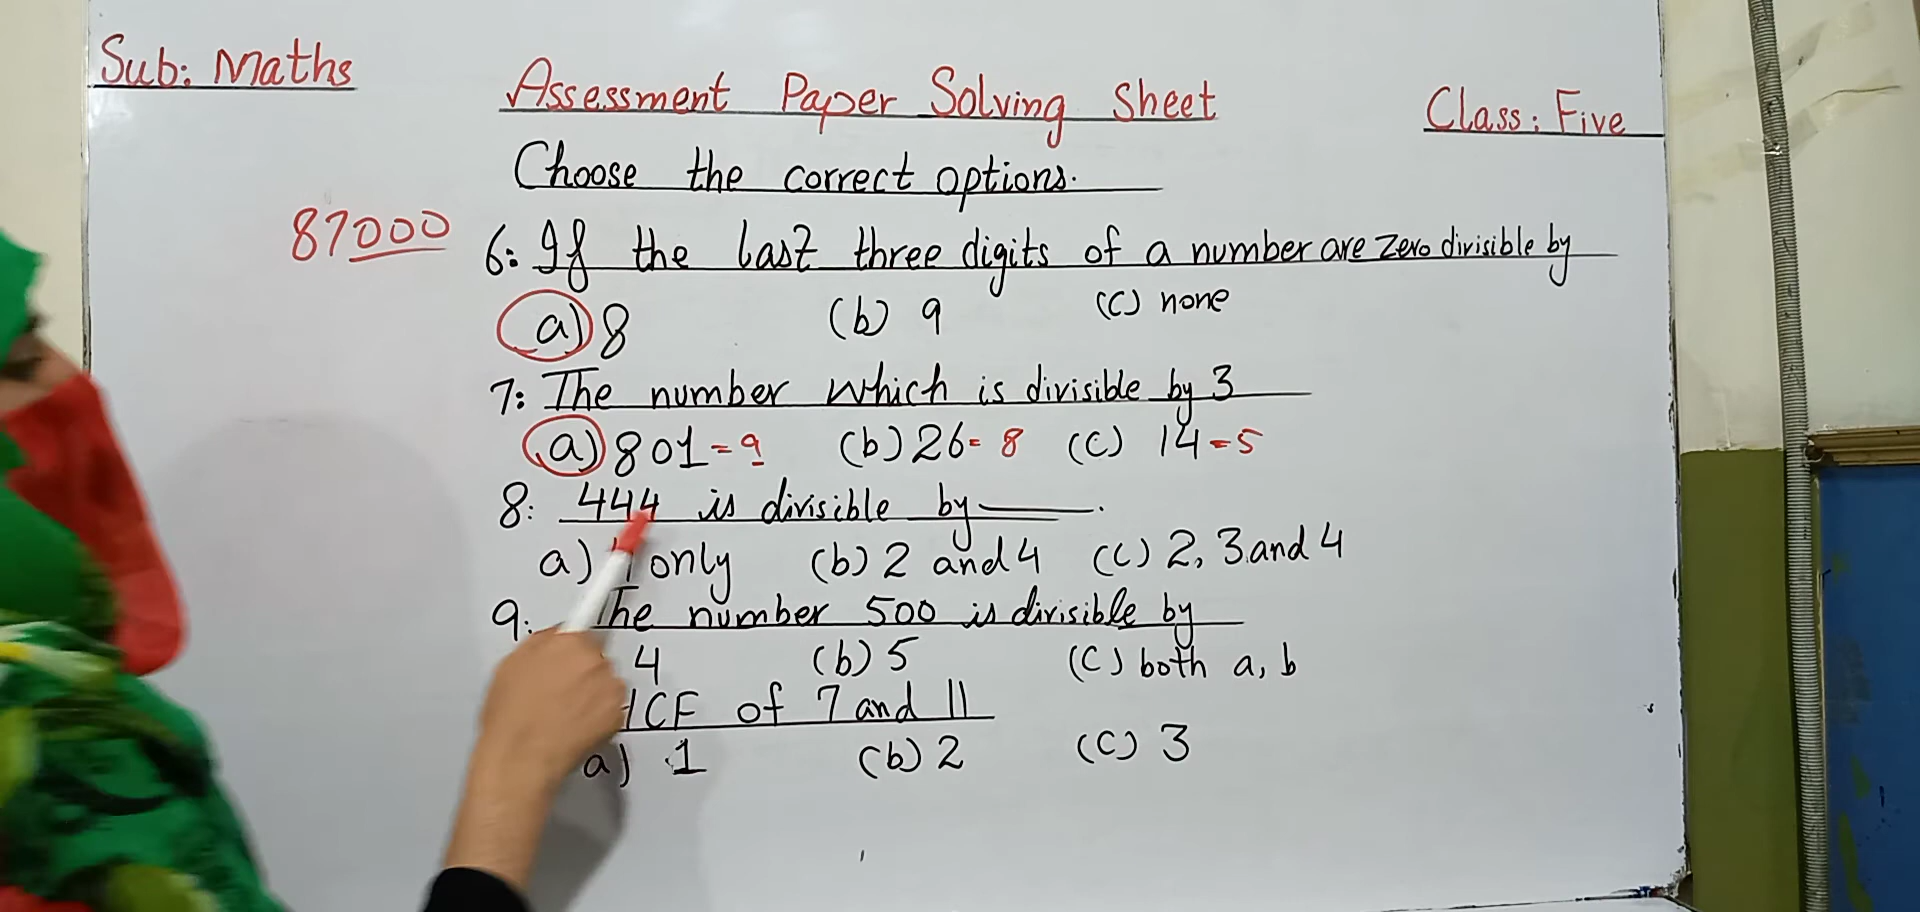 Sub: Maths
Assessment Paper Solving Sheet
Class: Five
Choose the correct options.
87000
6: If the last three digits of a number are zero divisible by
a) 8 (b) 9 (c) none
7: The number which is divisible by 3
a) 801 = 9 (b) 26 = 8 (c) 14 = 5
8: 444 is divisible by ______.
a) only (b) 2 and 4 (c) 2, 3 and 4
9: The number 500 is divisible by
4 (b) 5 (c) both a, b
HCF of 7 and 11
a) 1 (b) 2 (c) 3